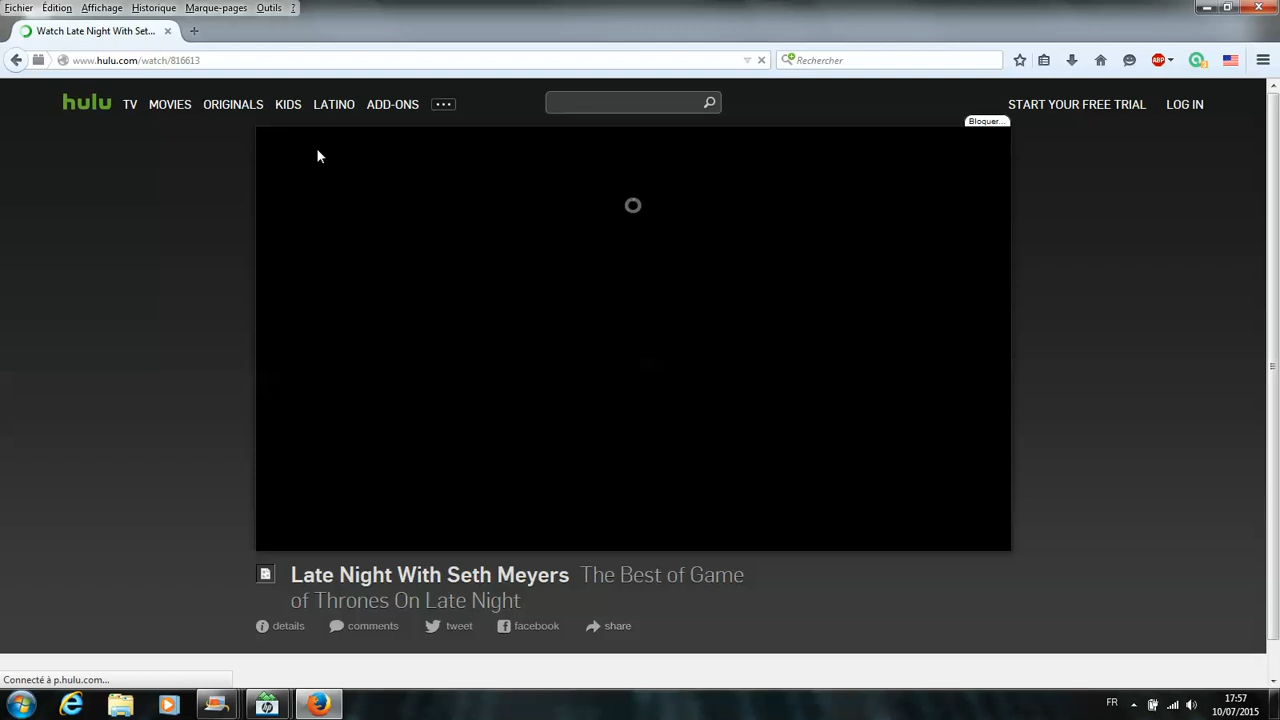 Fichier Édition Affichage Historique Marque-pages Outils ?
Watch Late Night With Set...
www.hulu.com/watch/816613
Rechercher
ABP
hulu TV MOVIES ORIGINALS KIDS LATINO ADD-ONS
START YOUR FREE TRIAL LOG IN
Bloquer...
Late Night With Seth Meyers The Best of Game
of Thrones On Late Night
details comments tweet facebook share
Connecté à p.hulu.com...
hp
FR
17:57
10/07/2015